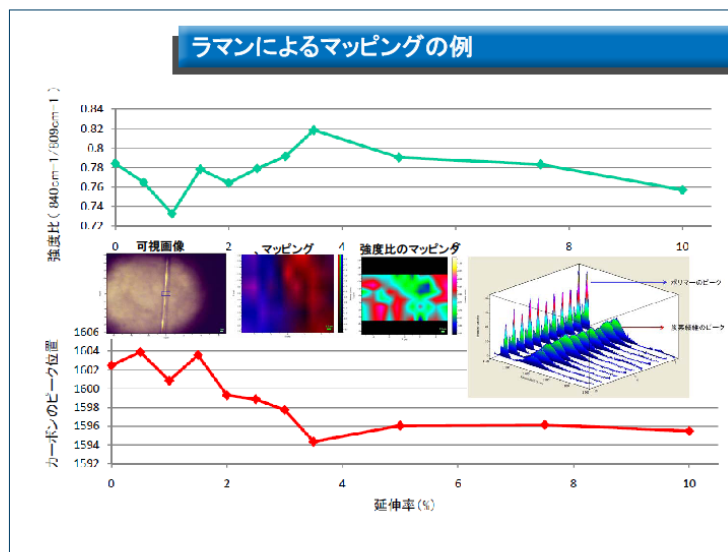 ラマンによるマッピングの例
強度比(840cm-1/809cm-1)
0.84
0.82
0.8
0.78
0.76
0.74
0.72
0 2 4 6 8 10
可視画像 マッピング 強度比のマッピング
ポリマーのピーク
炭素繊維のピーク
カーボンのピーク位置
1606
1604
1602
1600
1598
1596
1594
1592
0 2 4 6 8 10
延伸率(%)